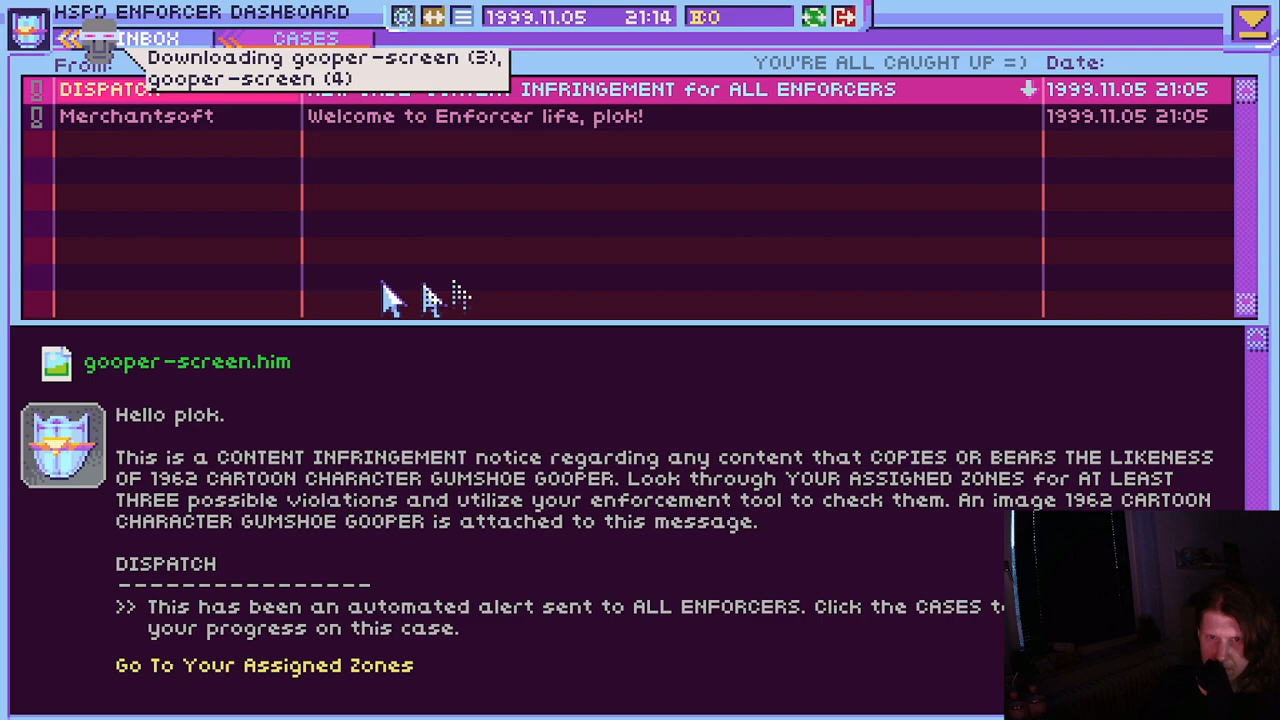 HSPD ENFORCER DASHBOARD
1999.11.05 21:14
0
INBOX
CASES
Downloading gooper-screen (3),
gooper-screen (4)
From:
YOU'RE ALL CAUGHT UP =)
Date:
DISPATCH
INFRINGEMENT for ALL ENFORCERS
1999.11.05 21:05
Merchantsoft
Welcome to Enforcer life, plok!
1999.11.05 21:05
gooper-screen.him
Hello plok.
This is a CONTENT INFRINGEMENT notice regarding any content that COPIES OR BEARS THE LIKENESS
OF 1962 CARTOON CHARACTER GUMSHOE GOOPER. Look through YOUR ASSIGNED ZONES for AT LEAST
THREE possible violations and utilize your enforcement tool to check them. An image 1962 CARTOON
CHARACTER GUMSHOE GOOPER is attached to this message.
DISPATCH
----------------
>> This has been an automated alert sent to ALL ENFORCERS. Click the CASES
your progress on this case.
Go To Your Assigned Zones